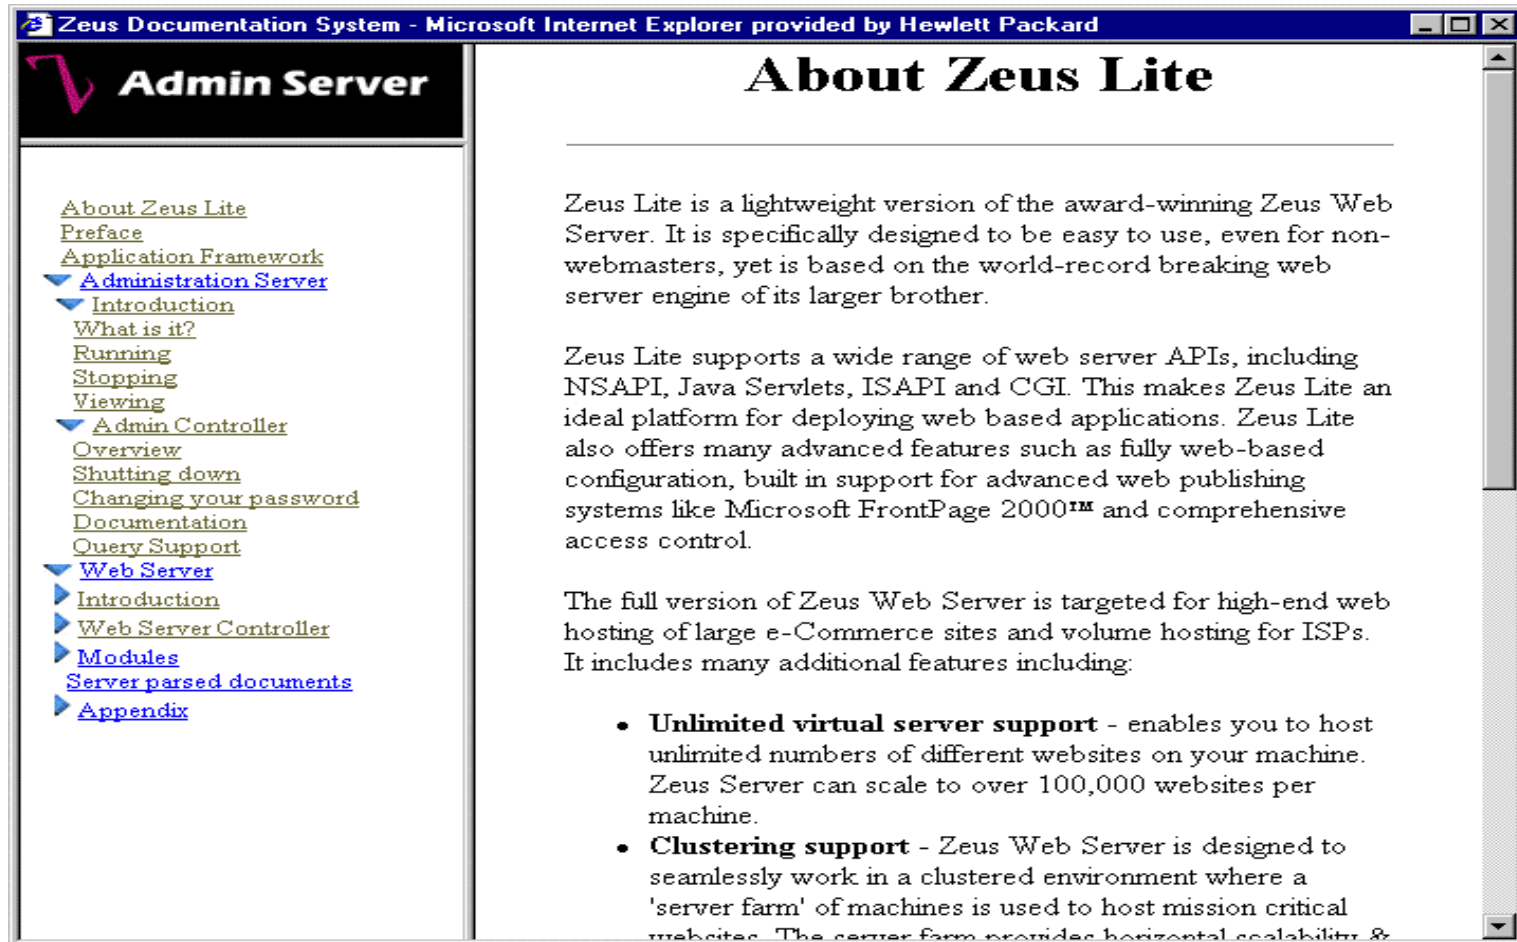 Zeus Documentation System - Microsoft Internet Explorer provided by Hewlett Packard
Admin Server
About Zeus Lite
Preface
Application Framework
Administration Server
Introduction
What is it?
Running
Stopping
Viewing
Admin Controller
Overview
Shutting down
Changing your password
Documentation
Query Support
Web Server
Introduction
Web Server Controller
Modules
Server parsed documents
Appendix
About Zeus Lite
Zeus Lite is a lightweight version of the award-winning Zeus Web
Server. It is specifically designed to be easy to use, even for non-
webmasters, yet is based on the world-record breaking web
server engine of its larger brother.
Zeus Lite supports a wide range of web server APIs, including
NSAPI, Java Servlets, ISAPI and CGI. This makes Zeus Lite an
ideal platform for deploying web based applications. Zeus Lite
also offers many advanced features such as fully web-based
configuration, built in support for advanced web publishing
systems like Microsoft FrontPage 2000™ and comprehensive
access control.
The full version of Zeus Web Server is targeted for high-end web
hosting of large e-Commerce sites and volume hosting for ISPs.
It includes many additional features including:
• Unlimited virtual server support - enables you to host
unlimited numbers of different websites on your machine.
Zeus Server can scale to over 100,000 websites per
machine.
• Clustering support - Zeus Web Server is designed to
seamlessly work in a clustered environment where a
'server farm' of machines is used to host mission critical
websites. The server farm provides horizontal scalability &